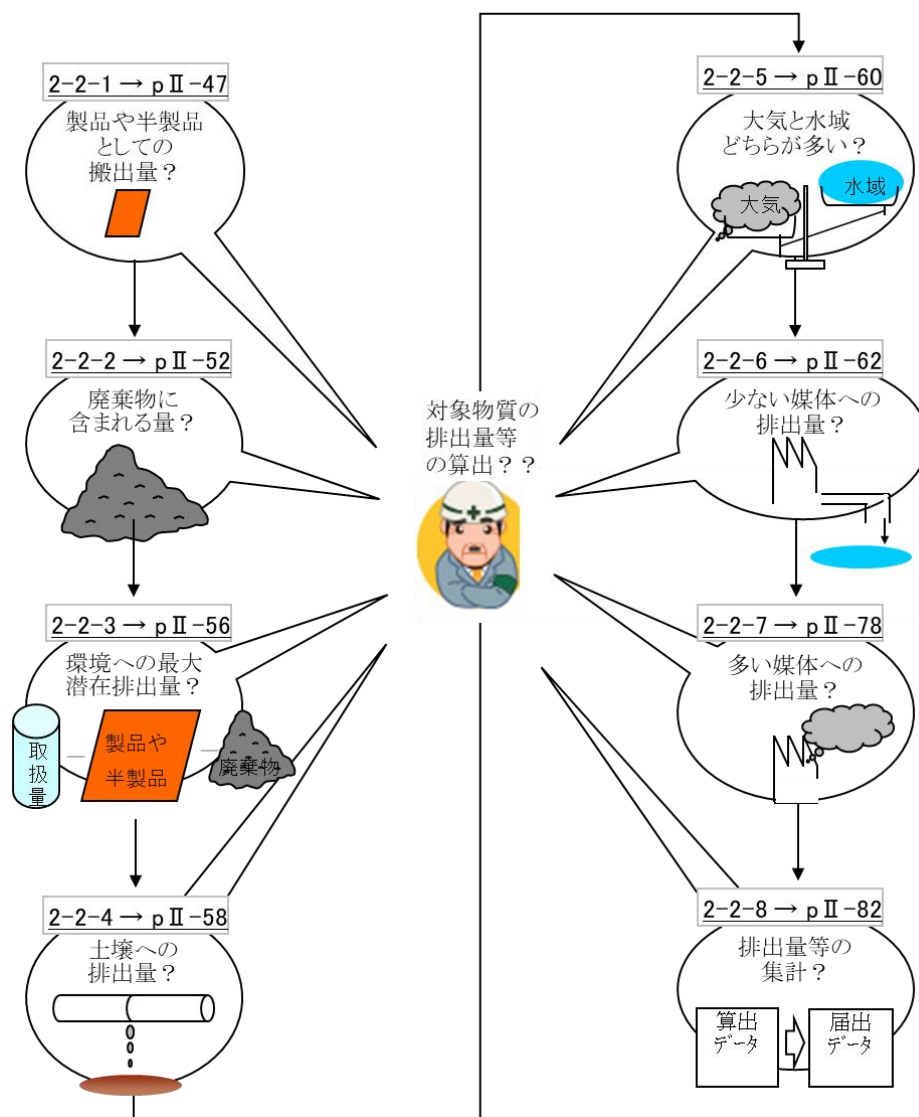 2-2-1 → pⅡ-47
製品や半製品
としての
搬出量？
2-2-2 → pⅡ-52
廃棄物に
含まれる量？
2-2-3 → pⅡ-56
環境への最大
潜在排出量？
取扱量
製品や
半製品
廃棄物
2-2-4 → pⅡ-58
土壌への
排出量？
対象物質の
排出量等
の算出？？
2-2-5 → pⅡ-60
大気と水域
どちらが多い？
大気
水域
2-2-6 → pⅡ-62
少ない媒体への
排出量？
2-2-7 → pⅡ-78
多い媒体への
排出量？
2-2-8 → pⅡ-82
排出量等の
集計？
算出
データ
届出
データ